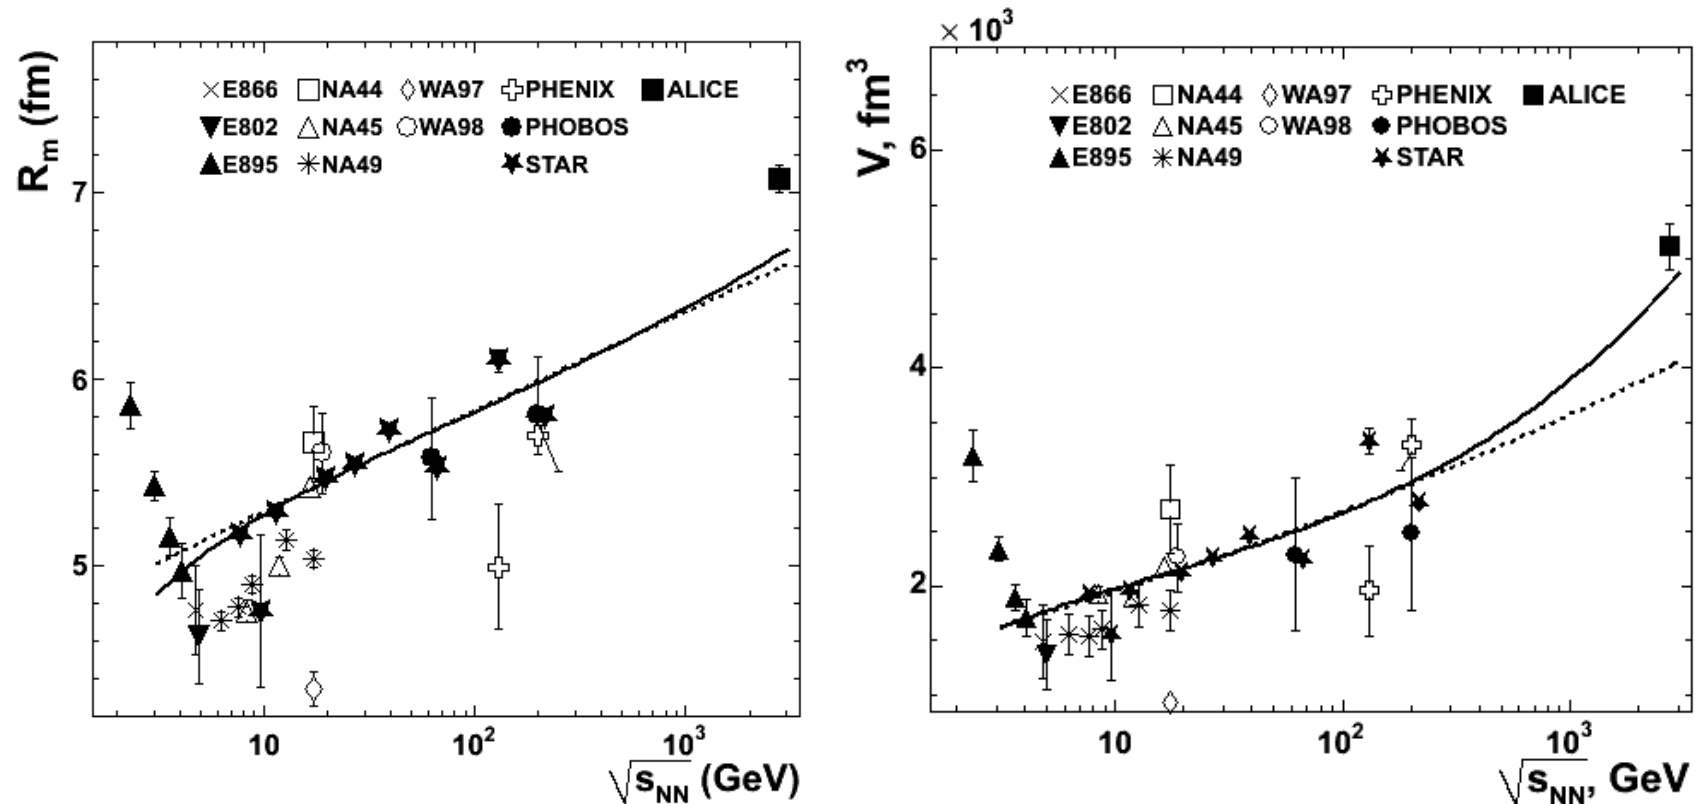 R_m (fm)
E866 NA44 WA97 PHENIX ALICE
E802 NA45 WA98 PHOBOS
E895 NA49 STAR
7
6
5
10 10² 10³
√s_NN (GeV)
× 10³
V, fm³
E866 NA44 WA97 PHENIX ALICE
E802 NA45 WA98 PHOBOS
E895 NA49 STAR
6
4
2
10 10² 10³
√s_NN, GeV